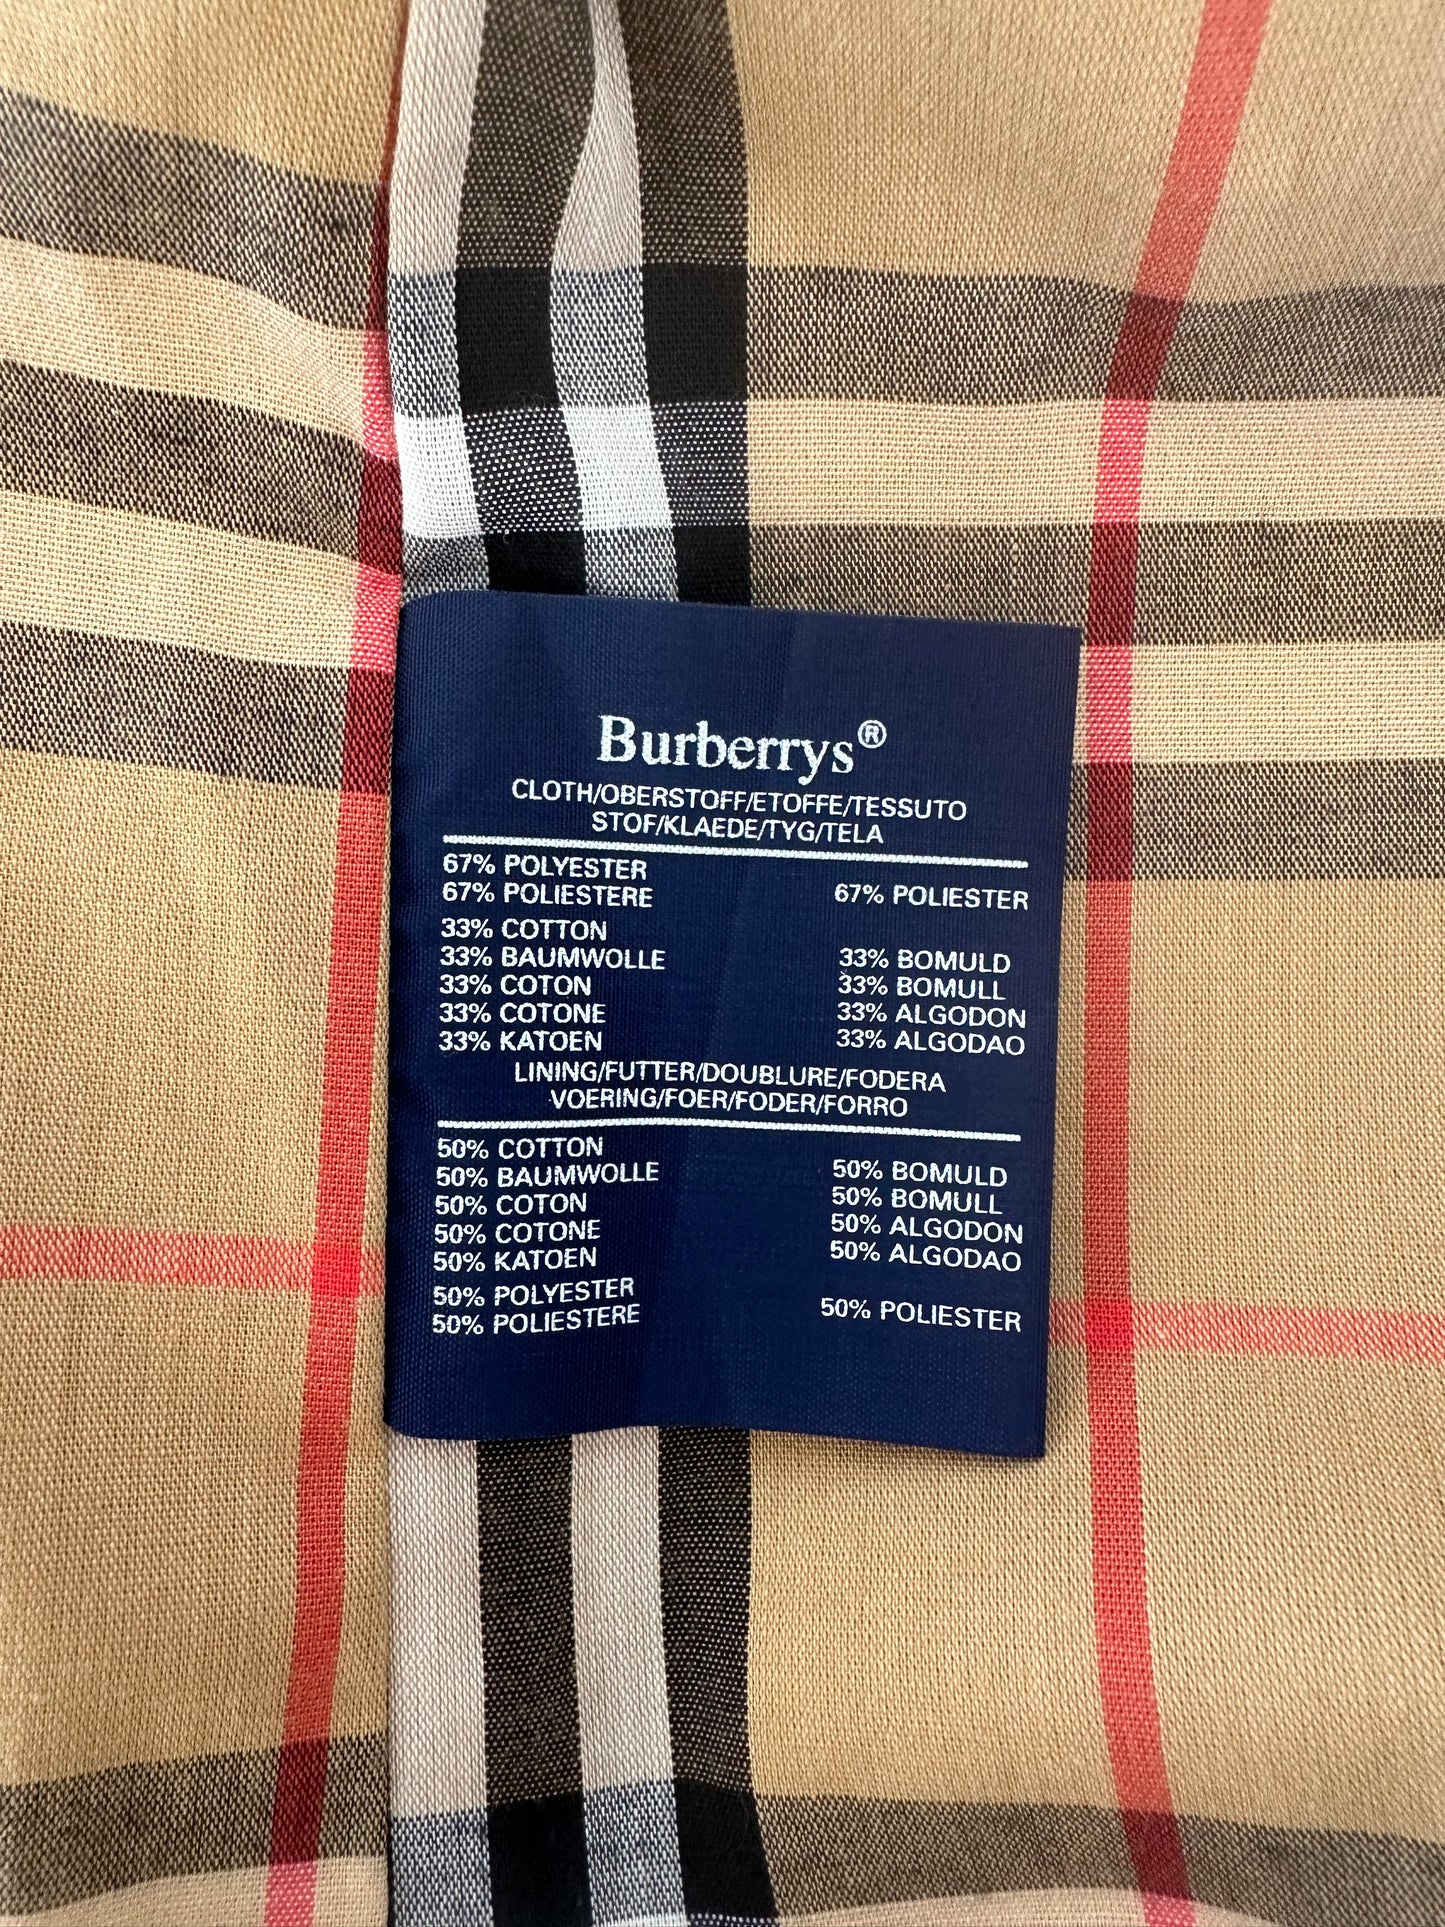 Burberrys®
CLOTH/OBERSTOFF/ETOFFE/TESSUTO
STOF/KLAEDE/TYG/TELA
67% POLYESTER
67% POLIESTERE 67% POLIESTER
33% COTTON
33% BAUMWOLLE 33% BOMULD
33% COTON 33% BOMULL
33% COTONE 33% ALGODON
33% KATOEN 33% ALGODAO
LINING/FUTTER/DOUBLURE/FODERA
VOERING/FOER/FODER/FORRO
50% COTTON
50% BAUMWOLLE 50% BOMULD
50% COTON 50% BOMULL
50% COTONE 50% ALGODON
50% KATOEN 50% ALGODAO
50% POLYESTER
50% POLIESTERE 50% POLIESTER